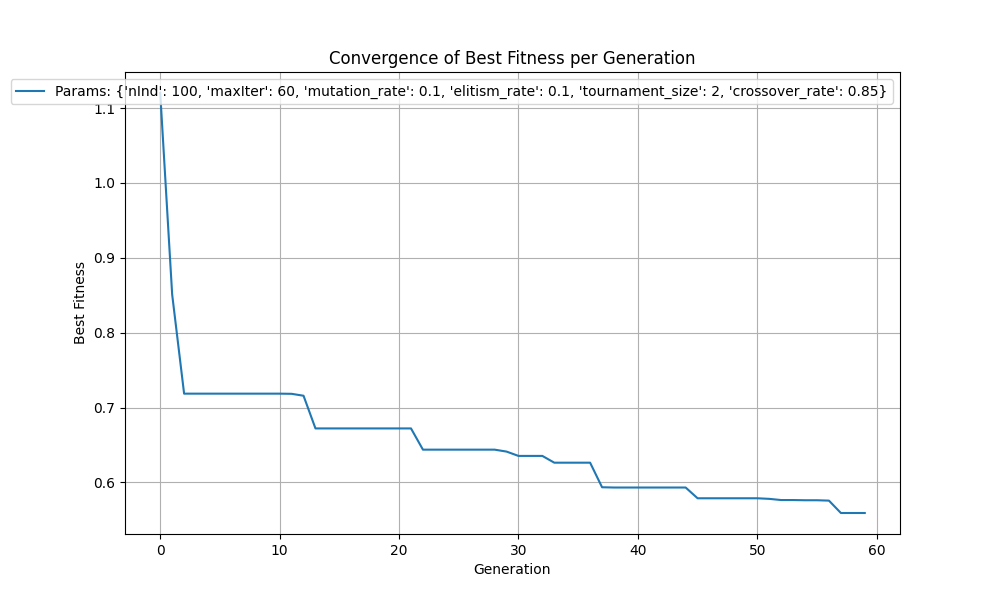 Convergence of Best Fitness per Generation
Params: {'nInd': 100, 'maxIter': 60, 'mutation_rate': 0.1, 'elitism_rate': 0.1, 'tournament_size': 2, 'crossover_rate': 0.85}
1.1
1.0
0.9
0.8
0.7
0.6
Best Fitness
0 10 20 30 40 50 60
Generation